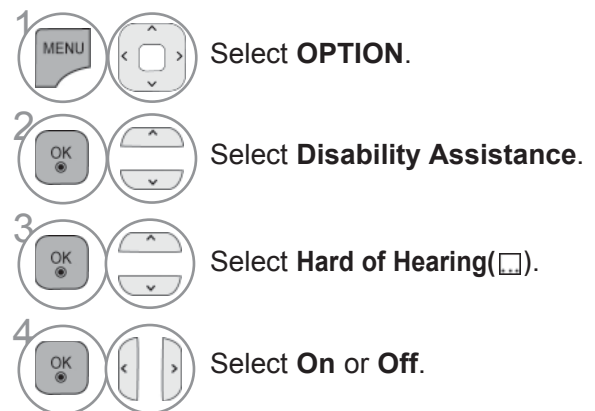 1 MENU Select OPTION.
2 OK Select Disability Assistance.
3 OK Select Hard of Hearing( ).
4 OK Select On or Off.